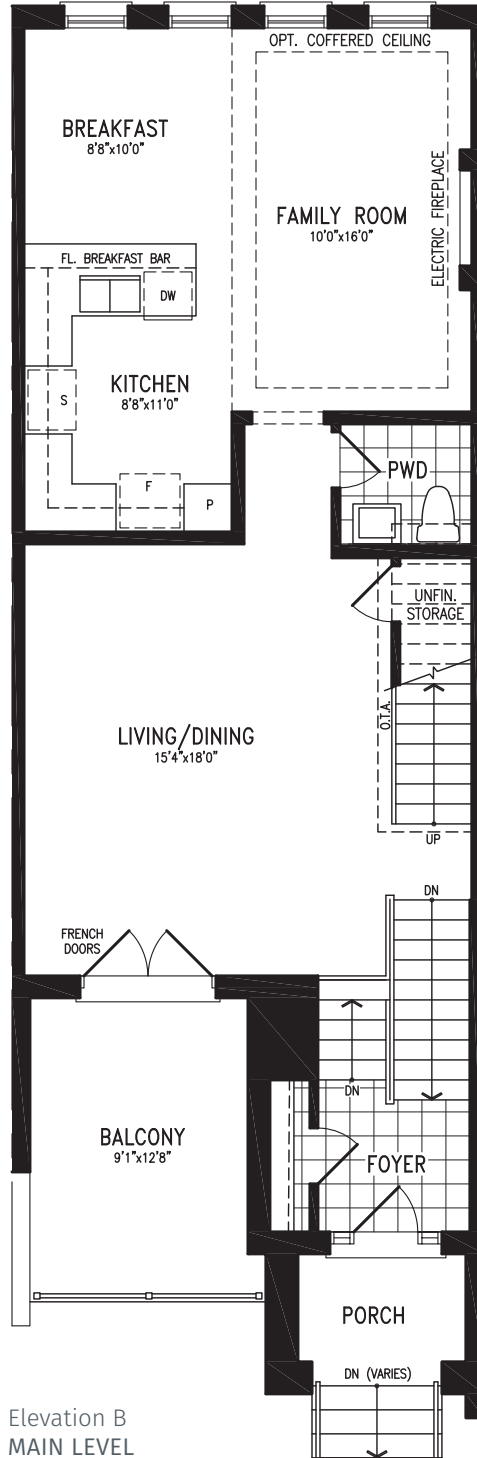 OPT. COFFERED CEILING
BREAKFAST
8'8"x10'0"
ELECTRIC FIREPLACE
FAMILY ROOM
10'0"x16'0"
FL. BREAKFAST BAR
DW
KITCHEN
8'8"x11'0"
S
F
P
PWD
UNFIN.
STORAGE
O.T.A.
LIVING/DINING
15'4"x18'0"
UP
DN
FRENCH
DOORS
DN
BALCONY
9'1"x12'8"
FOYER
PORCH
DN (VARIES)
Elevation B
MAIN LEVEL